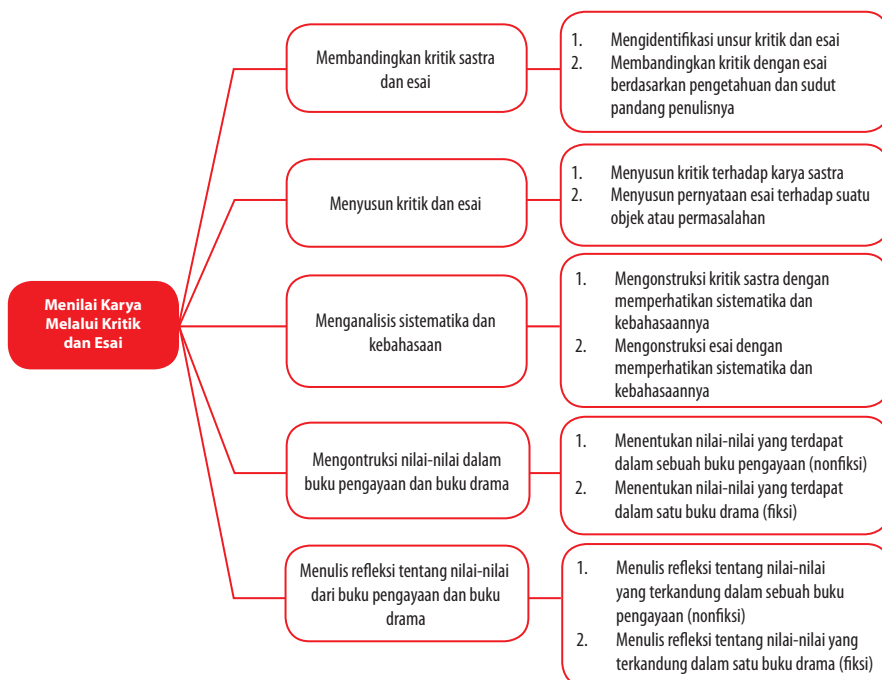 Membandingkan kritik sastra
dan esai
1. Mengidentifikasi unsur kritik dan esai
2. Membandingkan kritik dengan esai
berdasarkan pengetahuan dan sudut
pandang penulisnya
Menyusun kritik dan esai
1. Menyusun kritik terhadap karya sastra
2. Menyusun pernyataan esai terhadap suatu
objek atau permasalahan
Menilai Karya
Melalui Kritik
dan Esai
Menganalisis sistematika dan
kebahasaan
1. Mengonstruksi kritik sastra dengan
memperhatikan sistematika dan
kebahasaannya
2. Mengonstruksi esai dengan
memperhatikan sistematika dan
kebahasaannya
Mengontruksi nilai-nilai dalam
buku pengayaan dan buku drama
1. Menentukan nilai-nilai yang terdapat
dalam sebuah buku pengayaan (nonfiksi)
2. Menentukan nilai-nilai yang terdapat
dalam satu buku drama (fiksi)
Menulis refleksi tentang nilai-nilai
dari buku pengayaan dan buku
drama
1. Menulis refleksi tentang nilai-nilai
yang terkandung dalam sebuah buku
pengayaan (nonfiksi)
2. Menulis refleksi tentang nilai-nilai yang
terkandung dalam satu buku drama (fiksi)